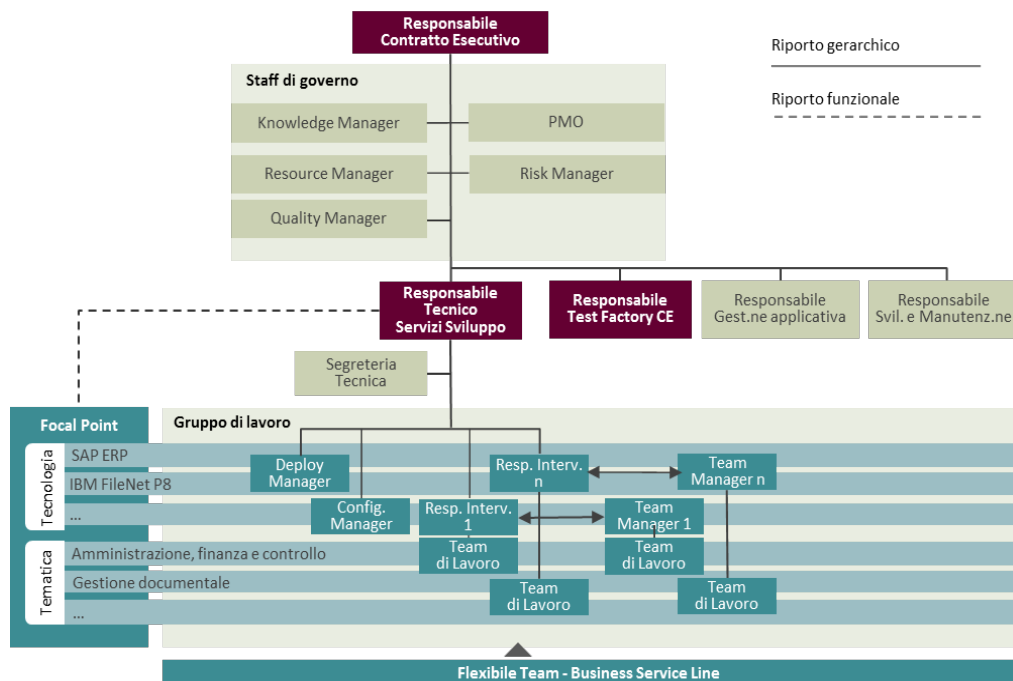 Responsabile
Contratto Esecutivo
Riporto gerarchico
Riporto funzionale
Staff di governo
Knowledge Manager
PMO
Resource Manager
Risk Manager
Quality Manager
Responsabile
Tecnico
Servizi Sviluppo
Responsabile
Test Factory CE
Responsabile
Gest.ne applicativa
Responsabile
Svil. e Manutenz.ne
Segreteria
Tecnica
Focal Point
Gruppo di lavoro
Tecnologia
SAP ERP
IBM FileNet P8
...
Deploy
Manager
Resp. Interv.
n
Team
Manager n
Config.
Manager
Resp. Interv.
1
Team
Manager 1
Tematica
Amministrazione, finanza e controllo
Gestione documentale
...
Team
di Lavoro
Team
di Lavoro
Team
di Lavoro
Team
di Lavoro
Flexibile Team - Business Service Line